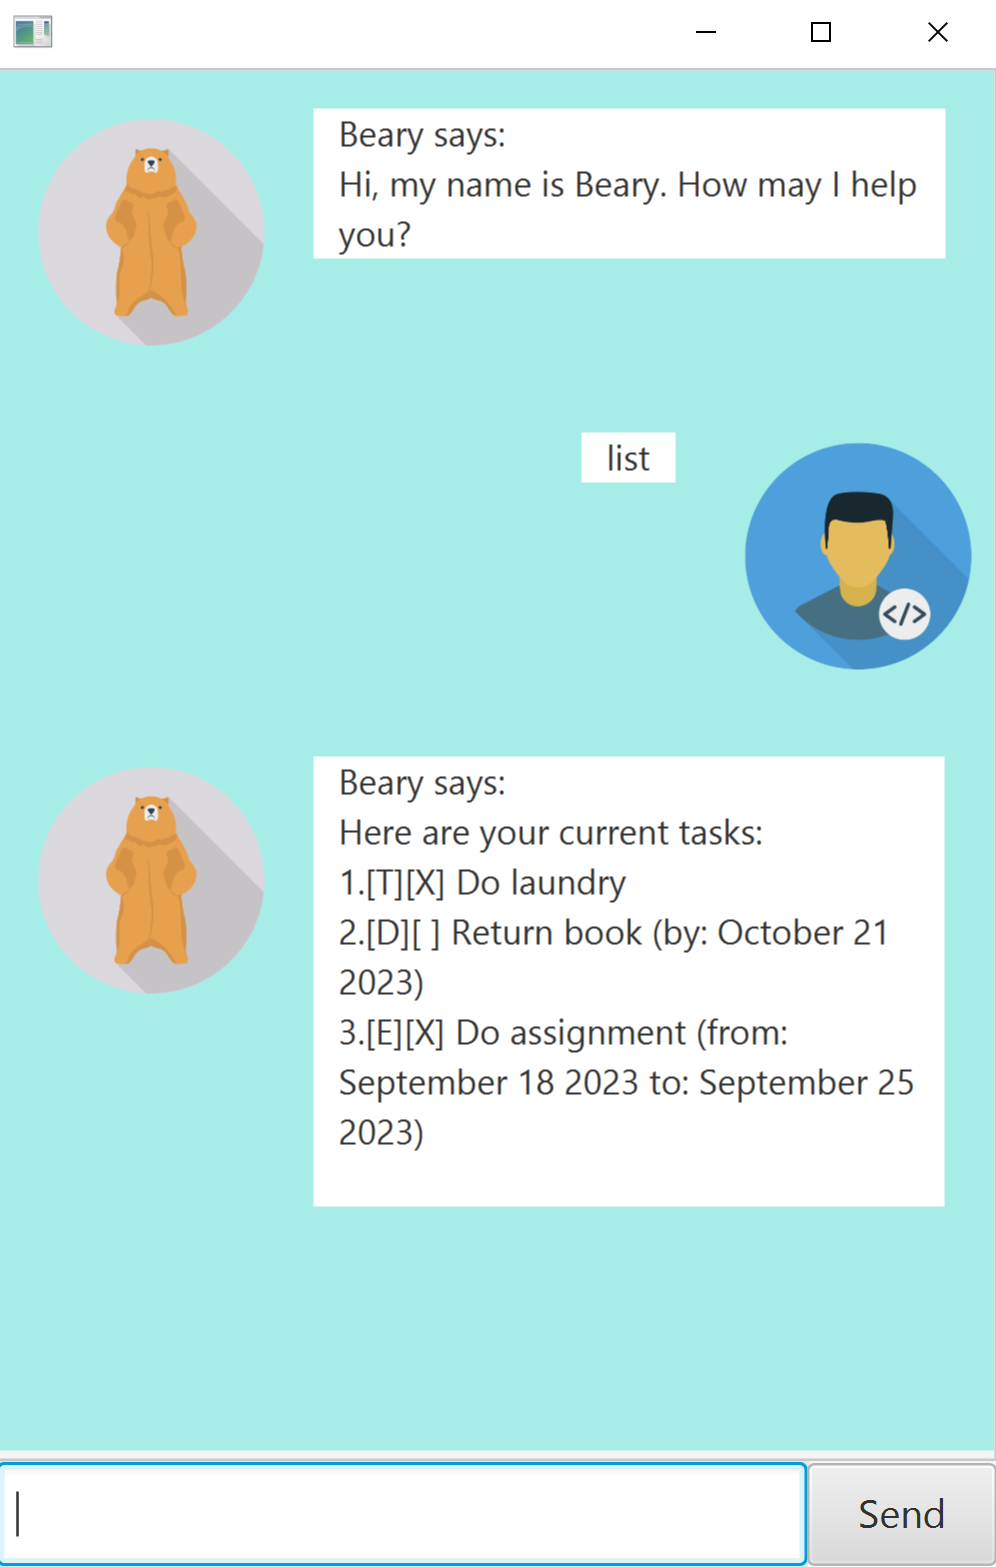 Beary says:
Hi, my name is Beary. How may I help
you?
list
</>
Beary says:
Here are your current tasks:
1.[T][X] Do laundry
2.[D][ ] Return book (by: October 21
2023)
3.[E][X] Do assignment (from:
September 18 2023 to: September 25
2023)
Send